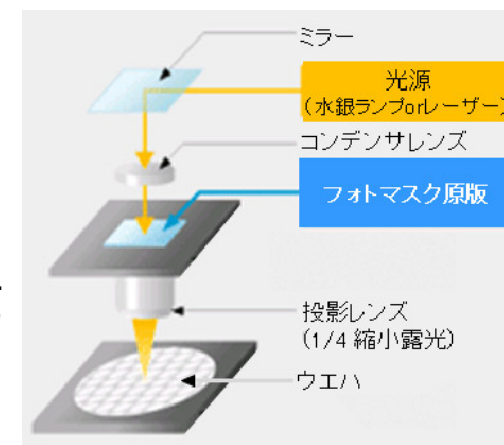 ミラー
光源
(水銀ランプorレーザー)
コンデンサレンズ
フォトマスク原版
投影レンズ
(1/4 縮小露光)
ウエハ